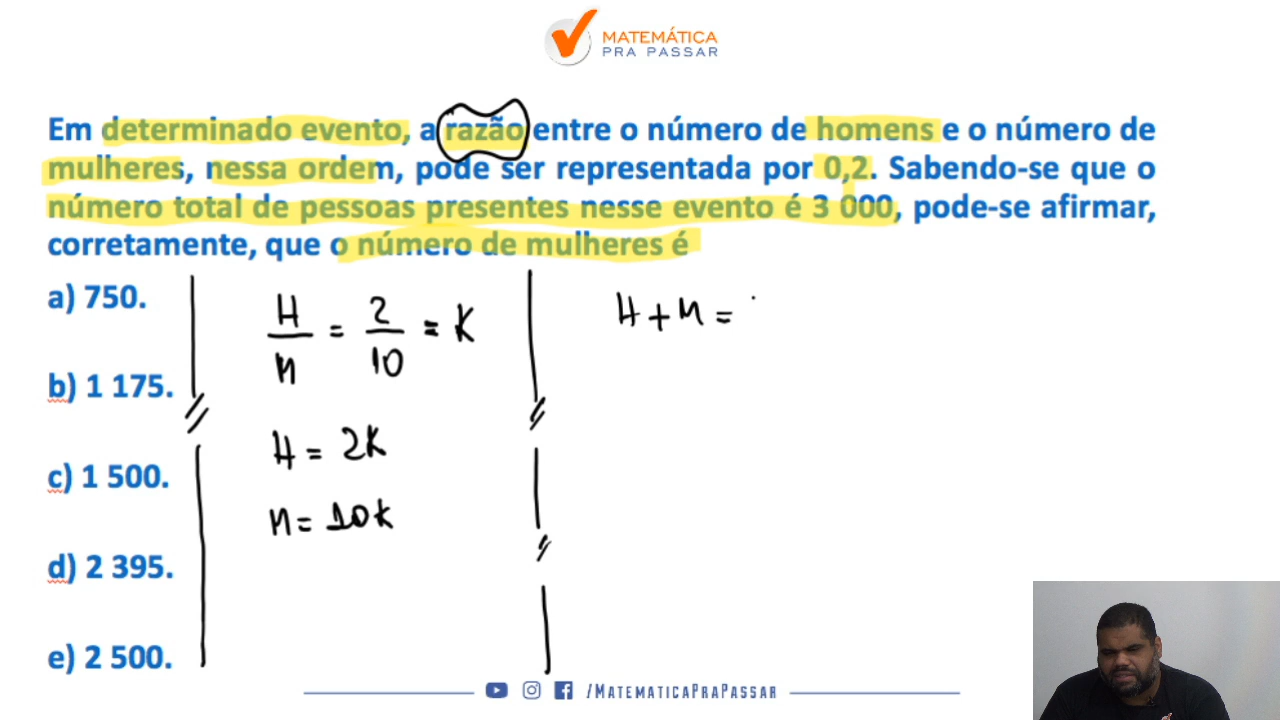 MATEMÁTICA
PRA PASSAR
Em determinado evento, a razão entre o número de homens e o número de
mulheres, nessa ordem, pode ser representada por 0,2. Sabendo-se que o
número total de pessoas presentes nesse evento é 3 000, pode-se afirmar,
corretamente, que o número de mulheres é
a) 750.
b) 1 175.
c) 1 500.
d) 2 395.
e) 2 500.
H/M = 2/10 = K
H = 2K
M = 10K
H + M =
/MATEMATICAPRAPASSAR